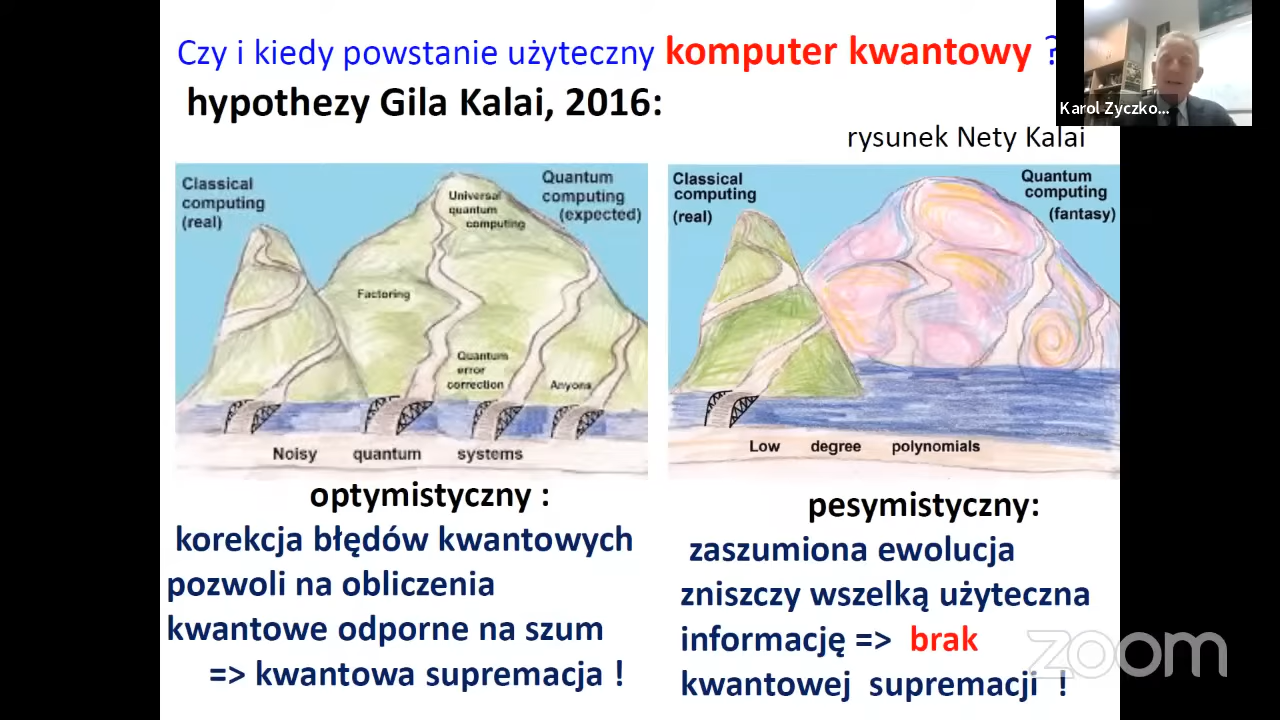 Czy i kiedy powstanie użyteczny komputer kwantowy ?
hypothezy Gila Kalai, 2016:
Karol Zyczko...
rysunek Nety Kalai
Classical
computing
(real)
Universal
quantum
computing
Quantum
computing
(expected)
Factoring
Quantum
error
correction
Anyons
Noisy quantum systems
Classical
computing
(real)
Quantum
computing
(fantasy)
Low degree polynomials
optymistyczny :
korekcja błędów kwantowych
pozwoli na obliczenia
kwantowe odporne na szum
=> kwantowa supremacja !
pesymistyczny:
zaszumiona ewolucja
zniszczy wszelką użyteczna
informację => brak
kwantowej supremacji !
zoom